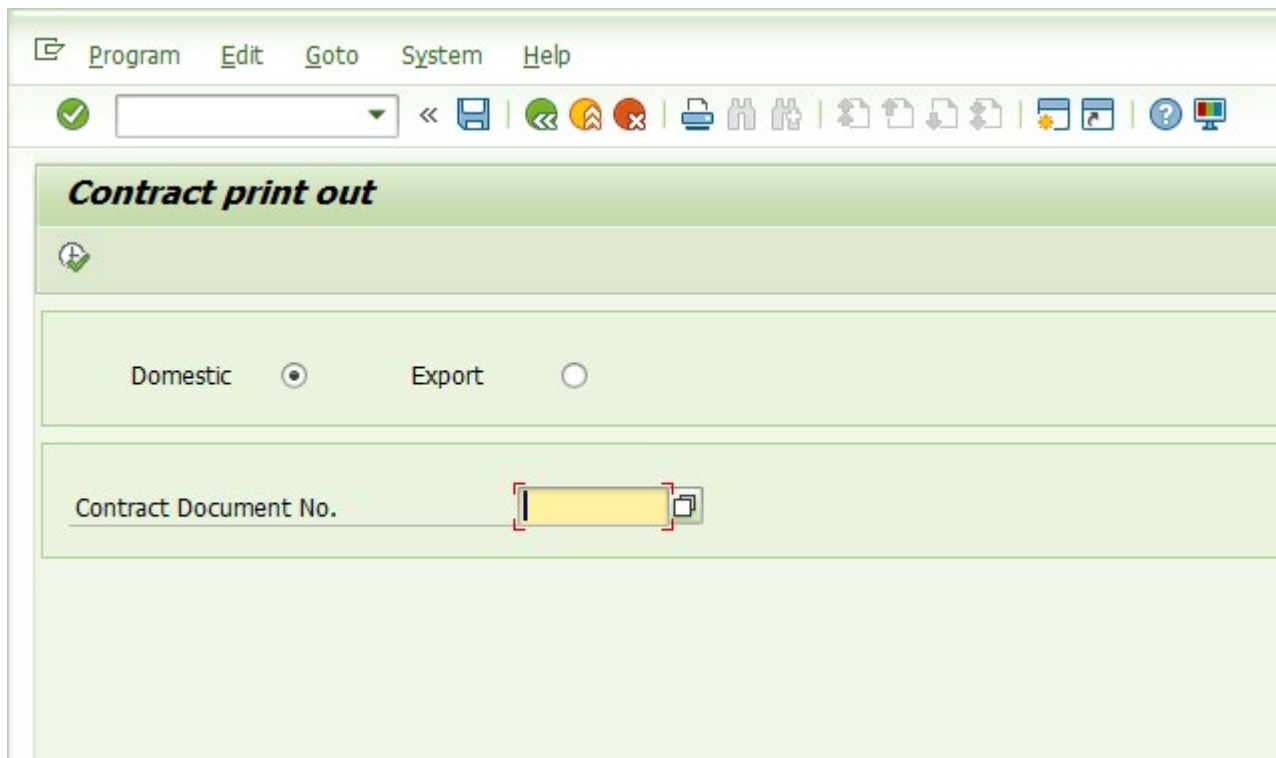 Program Edit Goto System Help
Contract print out
Domestic Export
Contract Document No.